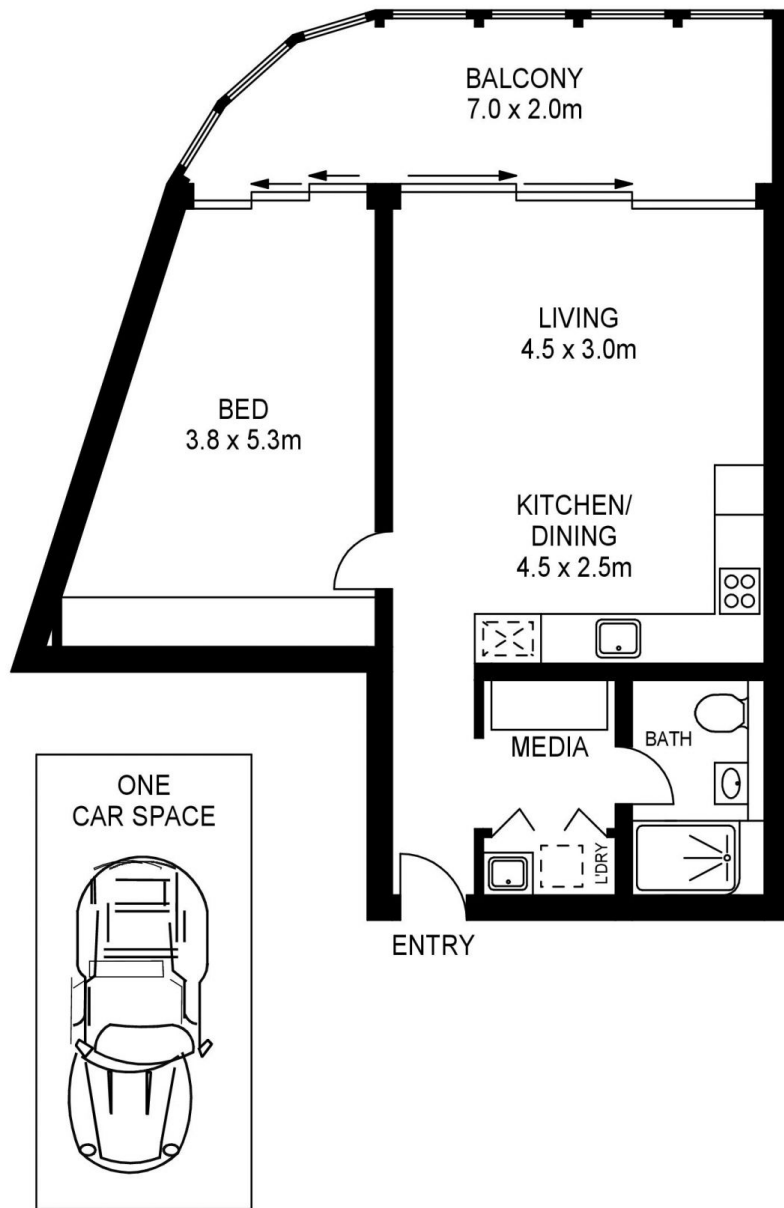 BALCONY
7.0 x 2.0m
LIVING
4.5 x 3.0m
BED
3.8 x 5.3m
KITCHEN/
DINING
4.5 x 2.5m
MEDIA
BATH
L'DRY
ENTRY
ONE
CAR SPACE